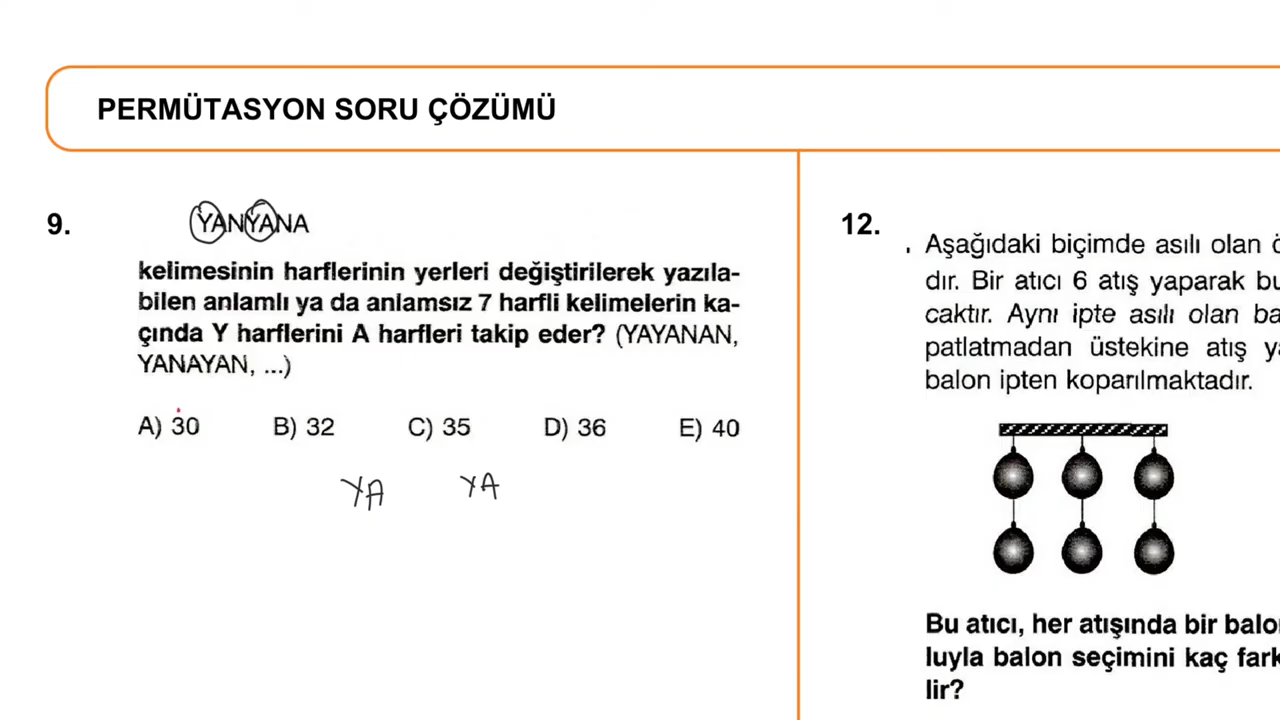 PERMÜTASYON SORU ÇÖZÜMÜ
9.
YANYANA
kelimesinin harflerinin yerleri değiştirilerek yazıla-
bilen anlamlı ya da anlamsız 7 harfli kelimelerin ka-
çında Y harflerini A harfleri takip eder? (YAYANAN,
YANAYAN, ...)
A) 30 B) 32 C) 35 D) 36 E) 40
YA YA
12.
Aşağıdaki biçimde asılı olan
dır. Bir atıcı 6 atış yaparak bu
caktır. Aynı ipte asılı olan ba
patlatmadan üstekine atış y
balon ipten koparılmaktadır.
Bu atıcı, her atışında bir balo
luyla balon seçimini kaç fark
lir?